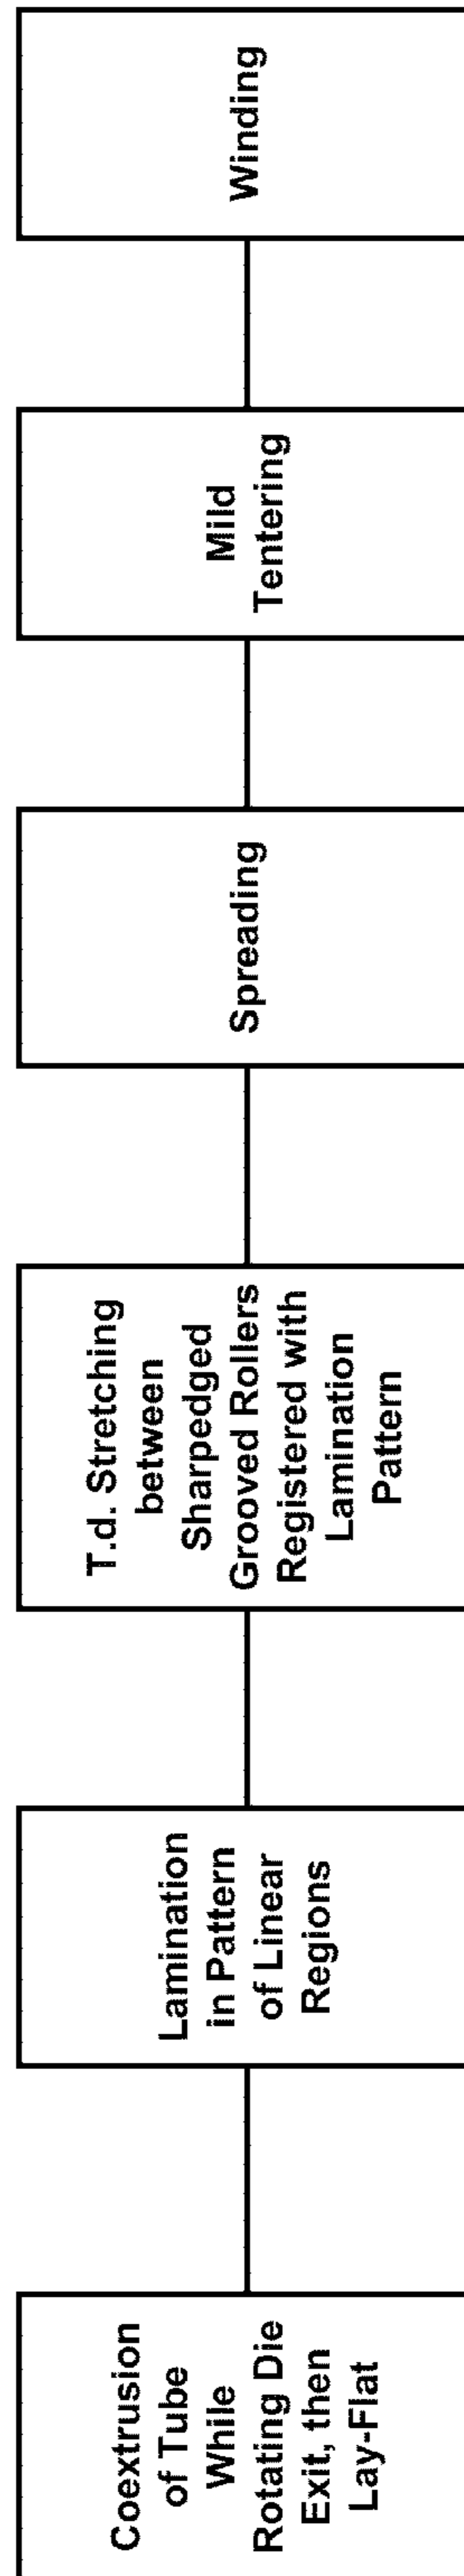 Coextrusion
of Tube
While
Rotating Die
Exit, then
Lay-Flat
Lamination
in Pattern
of Linear
Regions
T.d. Stretching
between
Sharpedged
Grooved Rollers
Registered with
Lamination
Pattern
Spreading
Mild
Tentering
Winding